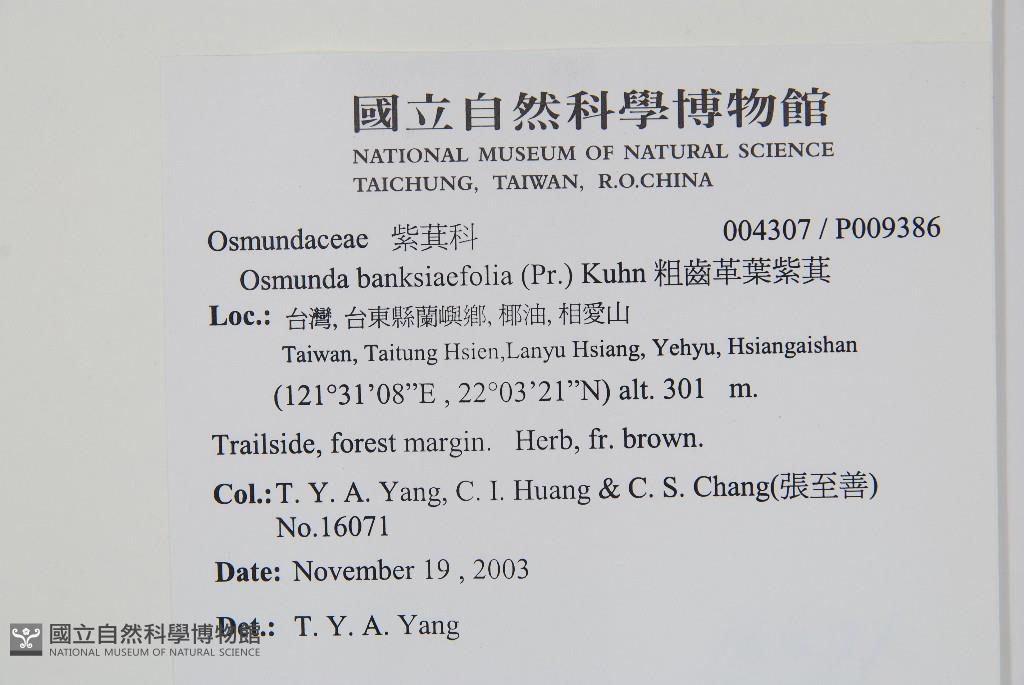 國立自然科學博物館
NATIONAL MUSEUM OF NATURAL SCIENCE
TAICHUNG, TAIWAN, R.O.CHINA
Osmundaceae 紫萁科 004307 / P009386
Osmunda banksiaefolia (Pr.) Kuhn 粗齒革葉紫萁
Loc.: 台灣, 台東縣蘭嶼鄉, 椰油, 相愛山
Taiwan, Taitung Hsien,Lanyu Hsiang, Yehyu, Hsiangaishan
(121°31’08”E , 22°03’21”N) alt. 301 m.
Trailside, forest margin. Herb, fr. brown.
Col.: T. Y. A. Yang, C. I. Huang & C. S. Chang(張至善)
No.16071
Date: November 19 , 2003
Det.: T. Y. A. Yang
國立自然科學博物館
NATIONAL MUSEUM OF NATURAL SCIENCE